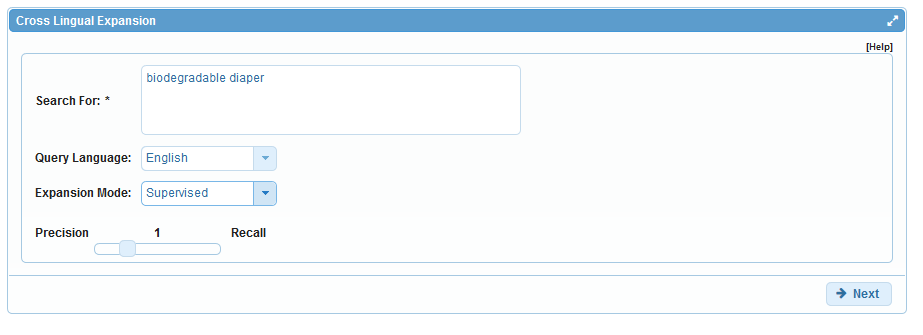 Cross Lingual Expansion
[Help]
Search For: *
biodegradable diaper
Query Language: English
Expansion Mode: Supervised
Precision 1 Recall
Next